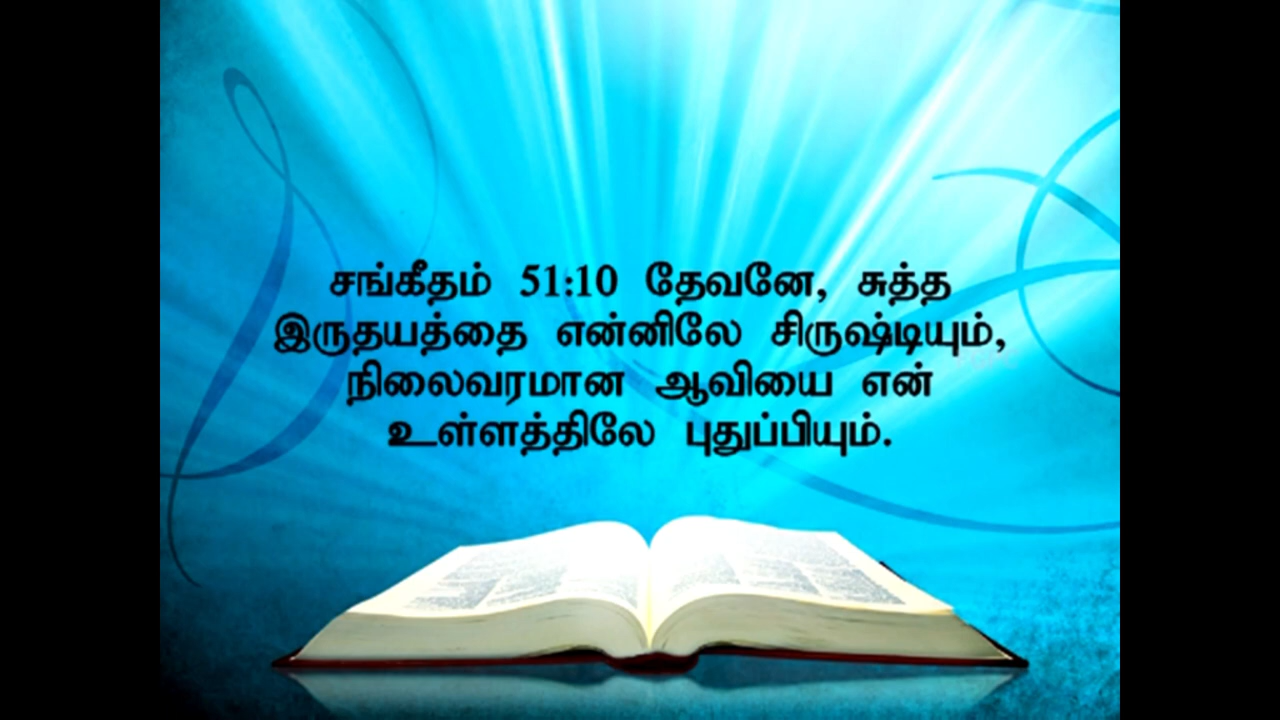 சங்கீதம் 51:10 தேவனே, சுத்த
இருதயத்தை என்னிலே சிருஷ்டியும்,
நிலைவரமான ஆவியை என்
உள்ளத்திலே புதுப்பியும்.